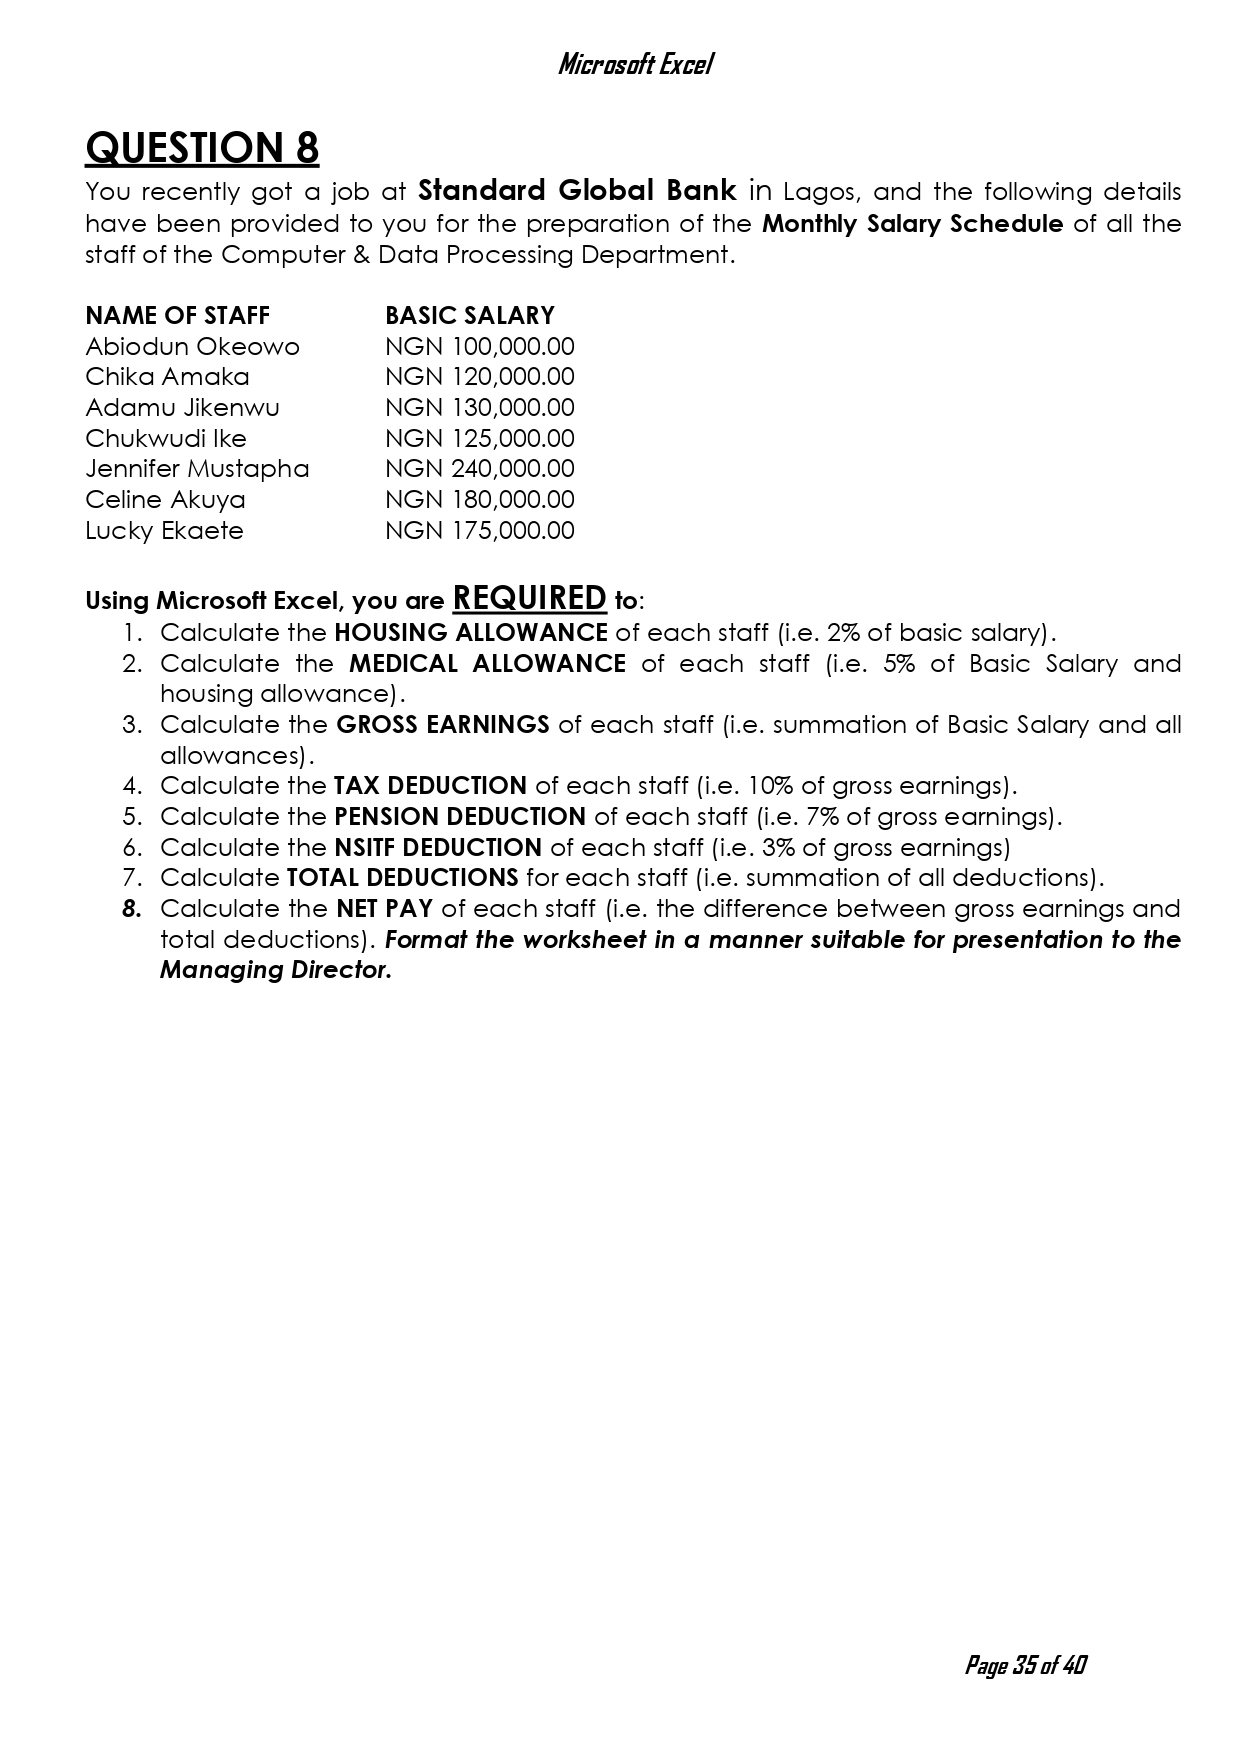 Microsoft Excel
QUESTION 8
You recently got a job at Standard Global Bank in Lagos, and the following details
have been provided to you for the preparation of the Monthly Salary Schedule of all the
staff of the Computer & Data Processing Department.
NAME OF STAFF BASIC SALARY
Abiodun Okeowo NGN 100,000.00
Chika Amaka NGN 120,000.00
Adamu Jikenwu NGN 130,000.00
Chukwudi Ike NGN 125,000.00
Jennifer Mustapha NGN 240,000.00
Celine Akuya NGN 180,000.00
Lucky Ekaete NGN 175,000.00
Using Microsoft Excel, you are REQUIRED to:
1. Calculate the HOUSING ALLOWANCE of each staff (i.e. 2% of basic salary).
2. Calculate the MEDICAL ALLOWANCE of each staff (i.e. 5% of Basic Salary and
housing allowance).
3. Calculate the GROSS EARNINGS of each staff (i.e. summation of Basic Salary and all
allowances).
4. Calculate the TAX DEDUCTION of each staff (i.e. 10% of gross earnings).
5. Calculate the PENSION DEDUCTION of each staff (i.e. 7% of gross earnings).
6. Calculate the NSITF DEDUCTION of each staff (i.e. 3% of gross earnings)
7. Calculate TOTAL DEDUCTIONS for each staff (i.e. summation of all deductions).
8. Calculate the NET PAY of each staff (i.e. the difference between gross earnings and
total deductions). Format the worksheet in a manner suitable for presentation to the
Managing Director.
Page 35 of 40